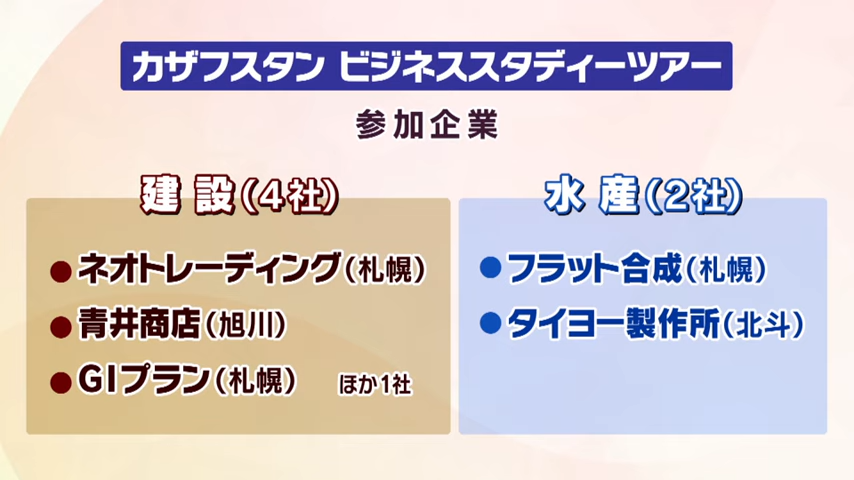 カザフスタン ビジネススタディーツアー
参加企業
建設(4社)
●ネオトレーディング(札幌)
●青井商店(旭川)
●GIプラン(札幌) ほか1社
水産(2社)
●フラット合成(札幌)
●タイヨー製作所(北斗)